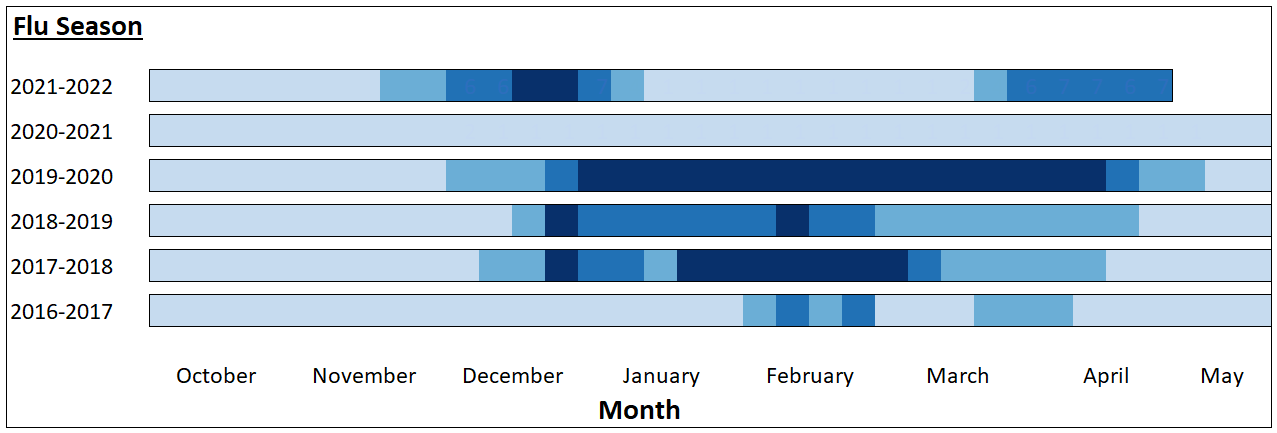 Flu Season
2021-2022
2020-2021
2019-2020
2018-2019
2017-2018
2016-2017
October November December January February March April May
Month